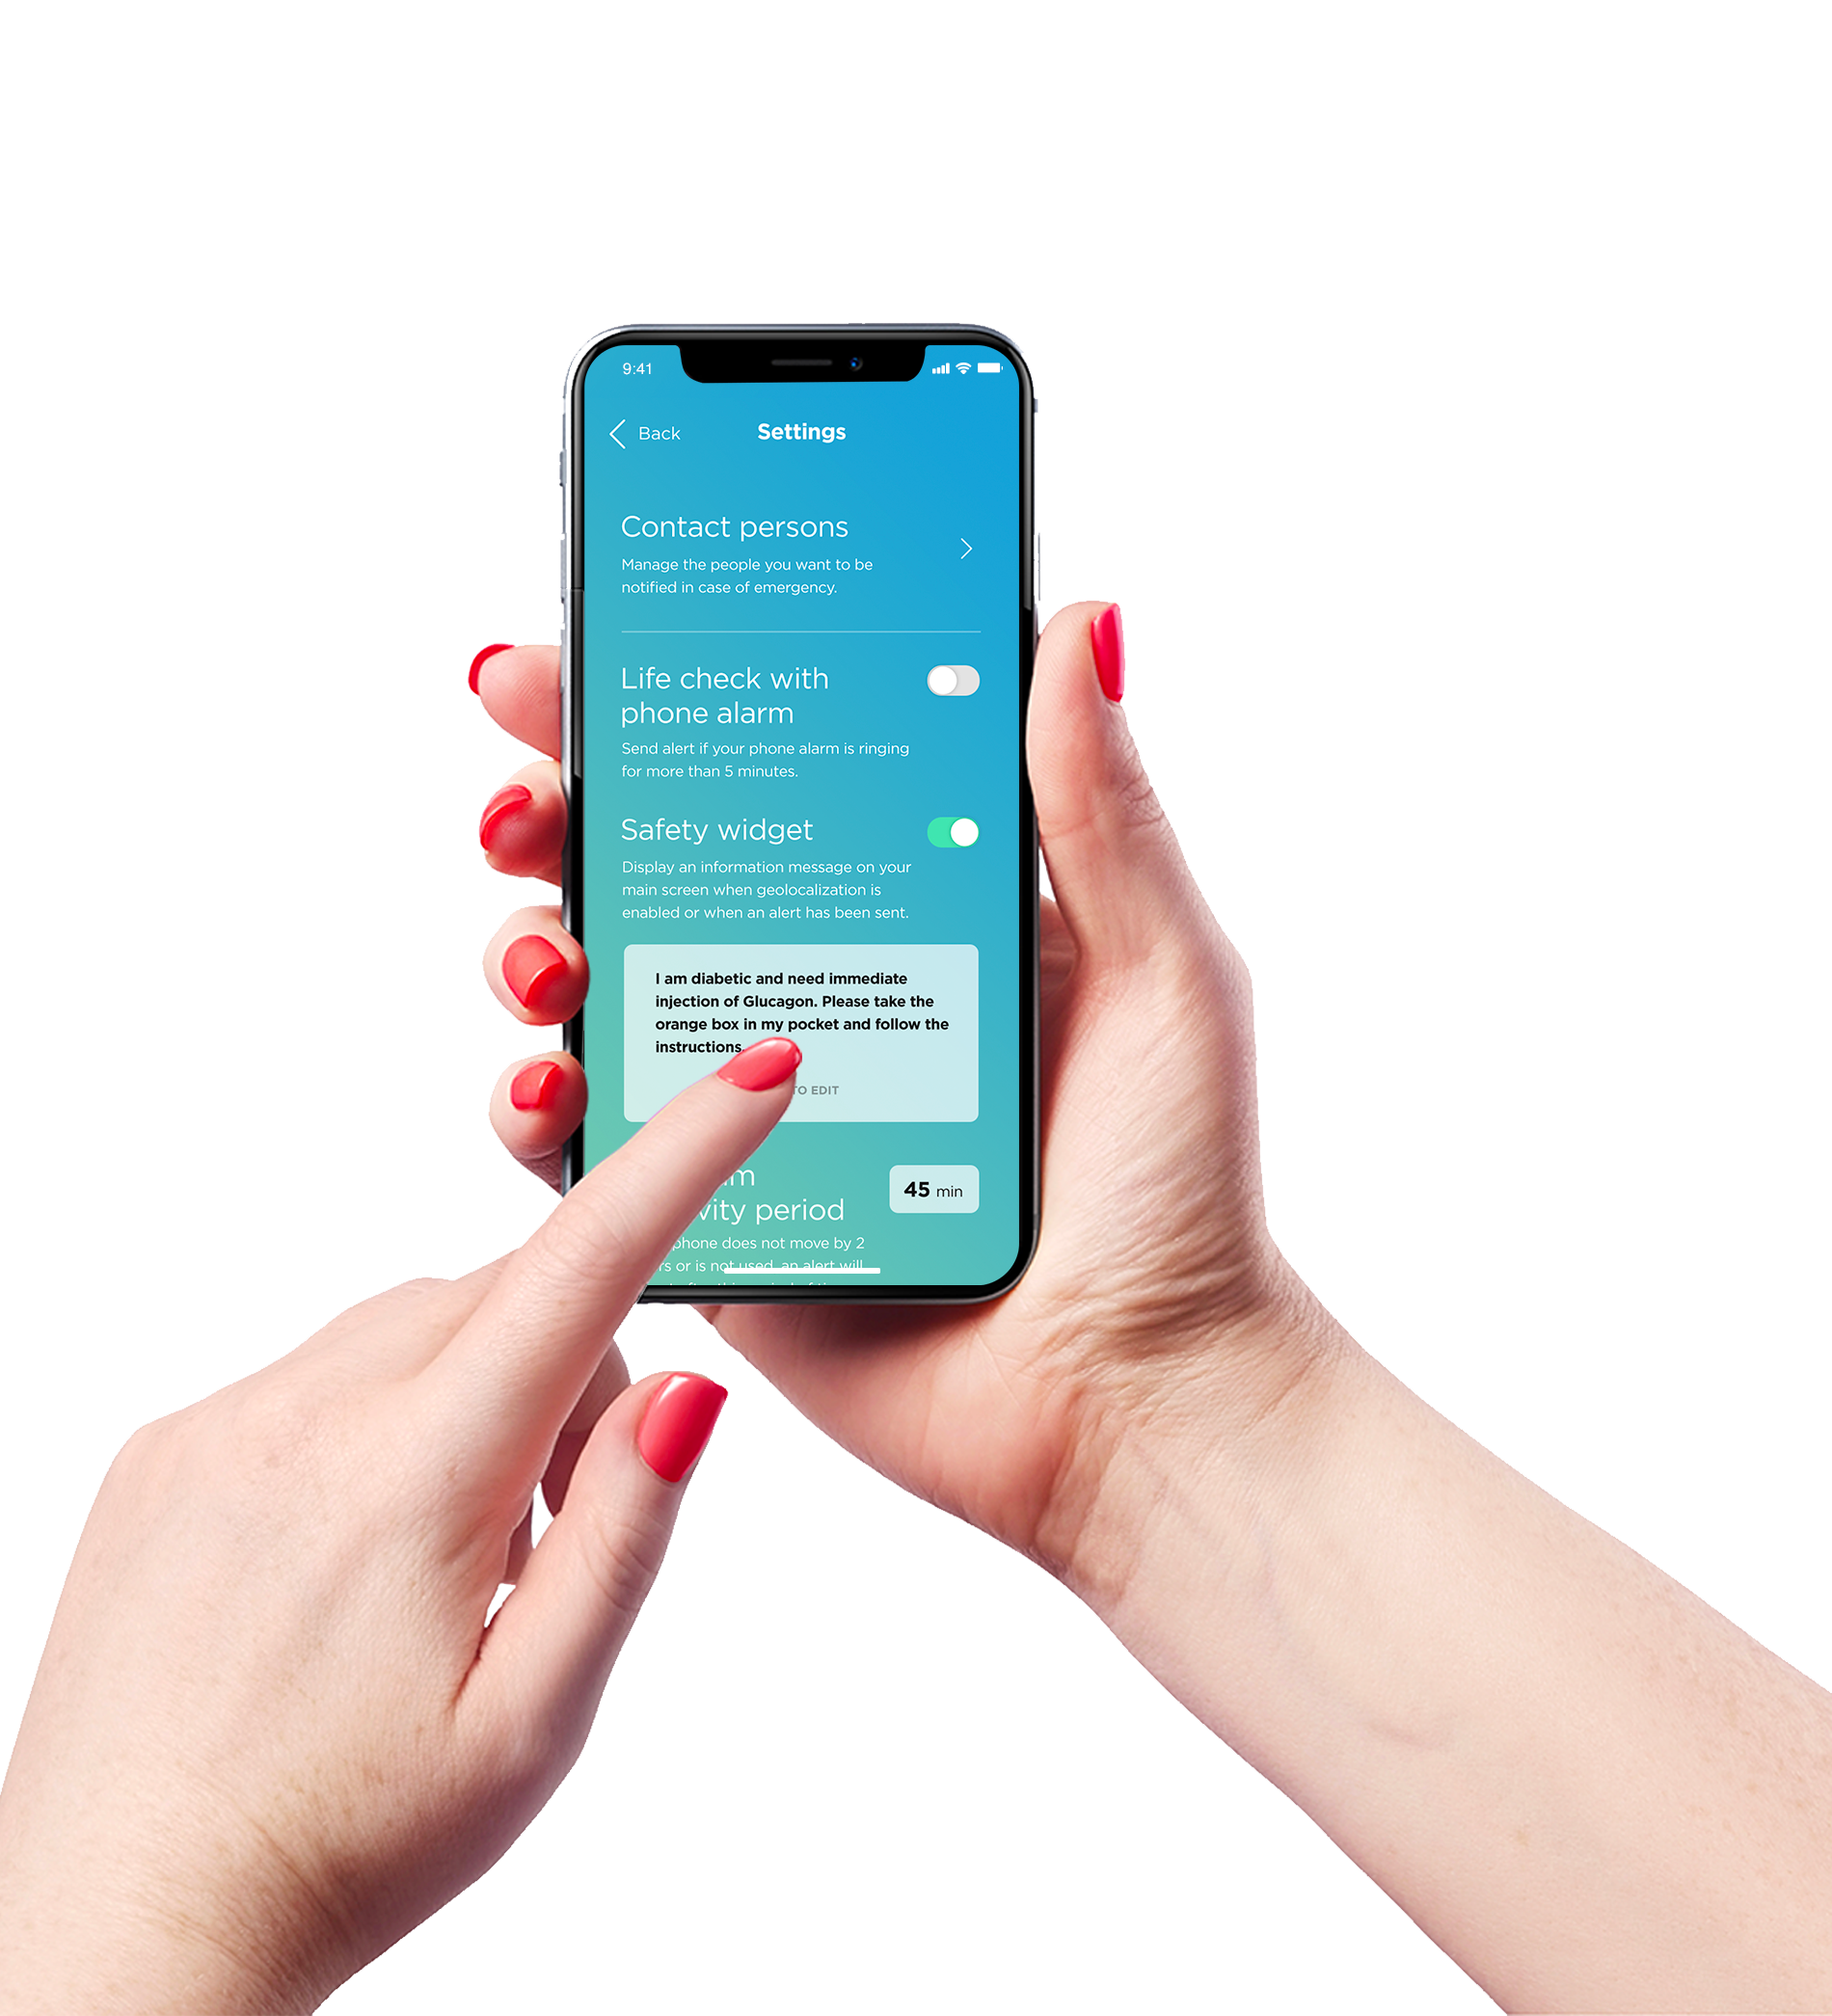 9:41
Back
Settings
Contact persons
Manage the people you want to be
notified in case of emergency.
Life check with
phone alarm
Send alert if your phone alarm is ringing
for more than 5 minutes.
Safety widget
Display an information message on your
main screen when geolocalization is
enabled or when an alert has been sent.
I am diabetic and need immediate
injection of Glucagon. Please take the
orange box in my pocket and follow the
instructions.
TO EDIT
45 min
period
phone does not move by 2
or is not used, an alert will